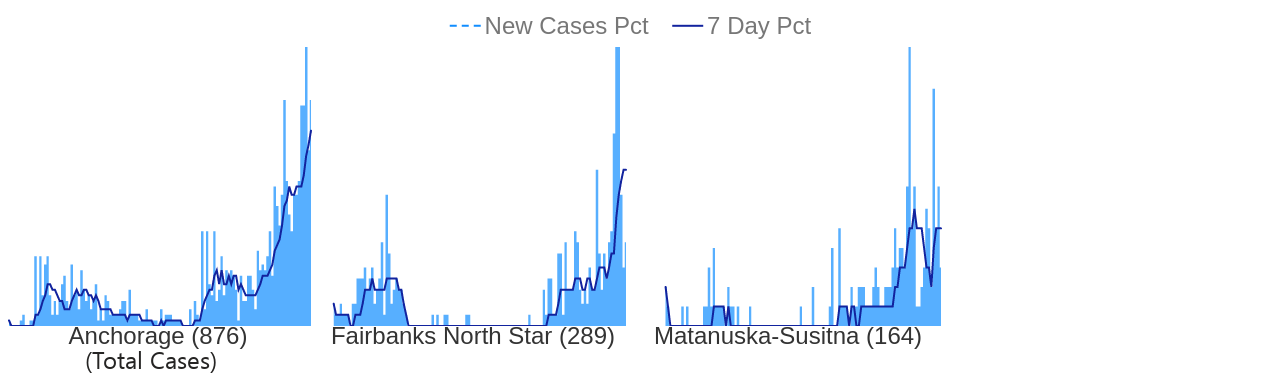 New Cases Pct 7 Day Pct
Anchorage (876) Fairbanks North Star (289) Matanuska-Susitna (164)
(Total Cases)